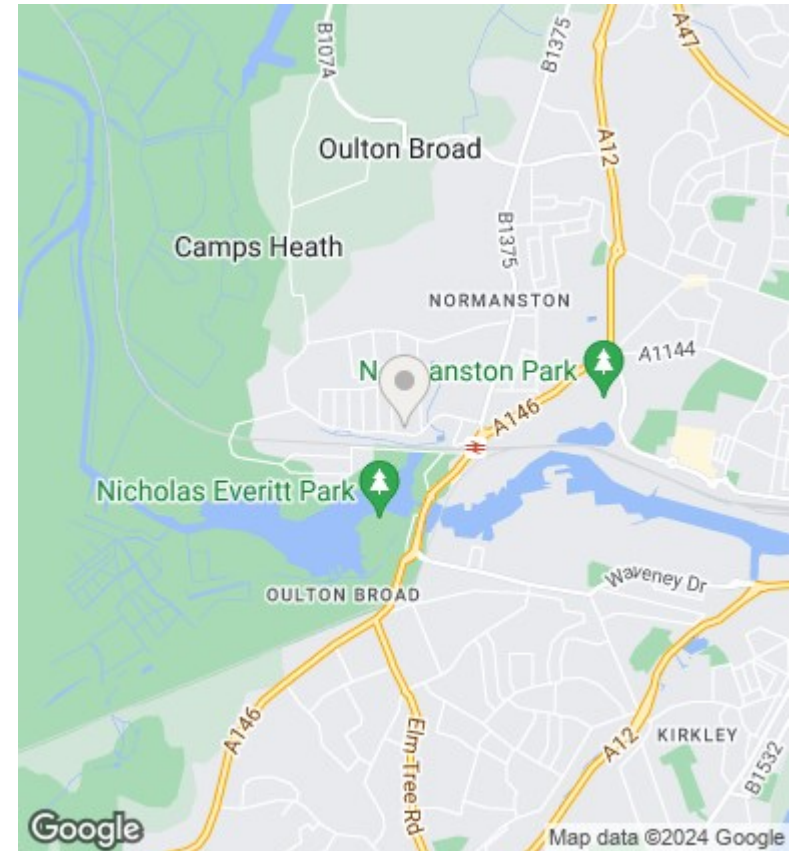 B1375
A47
B107A
A12
Oulton Broad
B1375
Camps Heath
NORMANSTON
A1144
anston Park
A146
Nicholas Everitt Park
Waveney Dr
OULTON BROAD
A146
Elm Tree Rd
A12
KIRKLEY
B1532
Google
Map data ©2024 Google